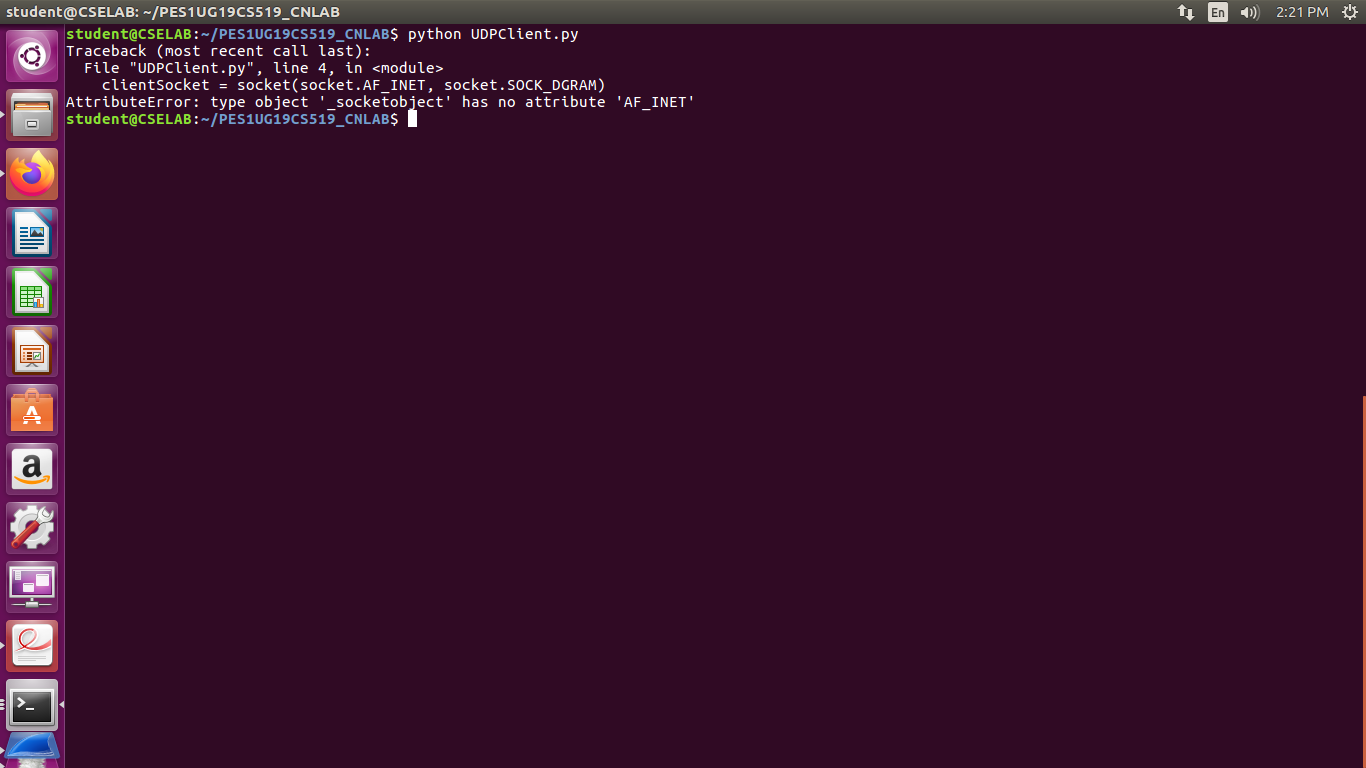 student@CSELAB: ~/PES1UG19CS519_CNLAB
En
2:21 PM
student@CSELAB:~/PES1UG19CS519_CNLAB$ python UDPClient.py
Traceback (most recent call last):
  File "UDPClient.py", line 4, in <module>
    clientSocket = socket(socket.AF_INET, socket.SOCK_DGRAM)
AttributeError: type object '_socketobject' has no attribute 'AF_INET'
student@CSELAB:~/PES1UG19CS519_CNLAB$